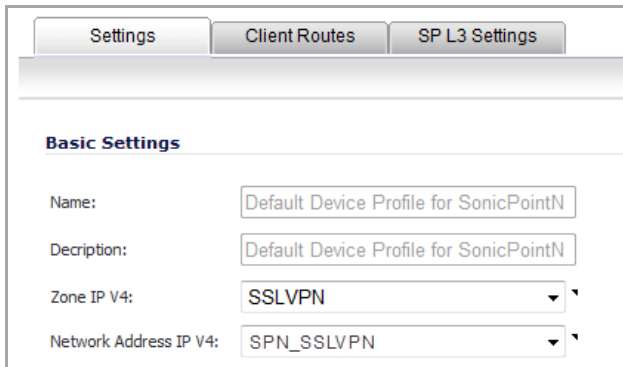 Settings Client Routes SP L3 Settings
Basic Settings
Name: Default Device Profile for SonicPointN
Decription: Default Device Profile for SonicPointN
Zone IP V4: SSLVPN
Network Address IP V4: SPN_SSLVPN